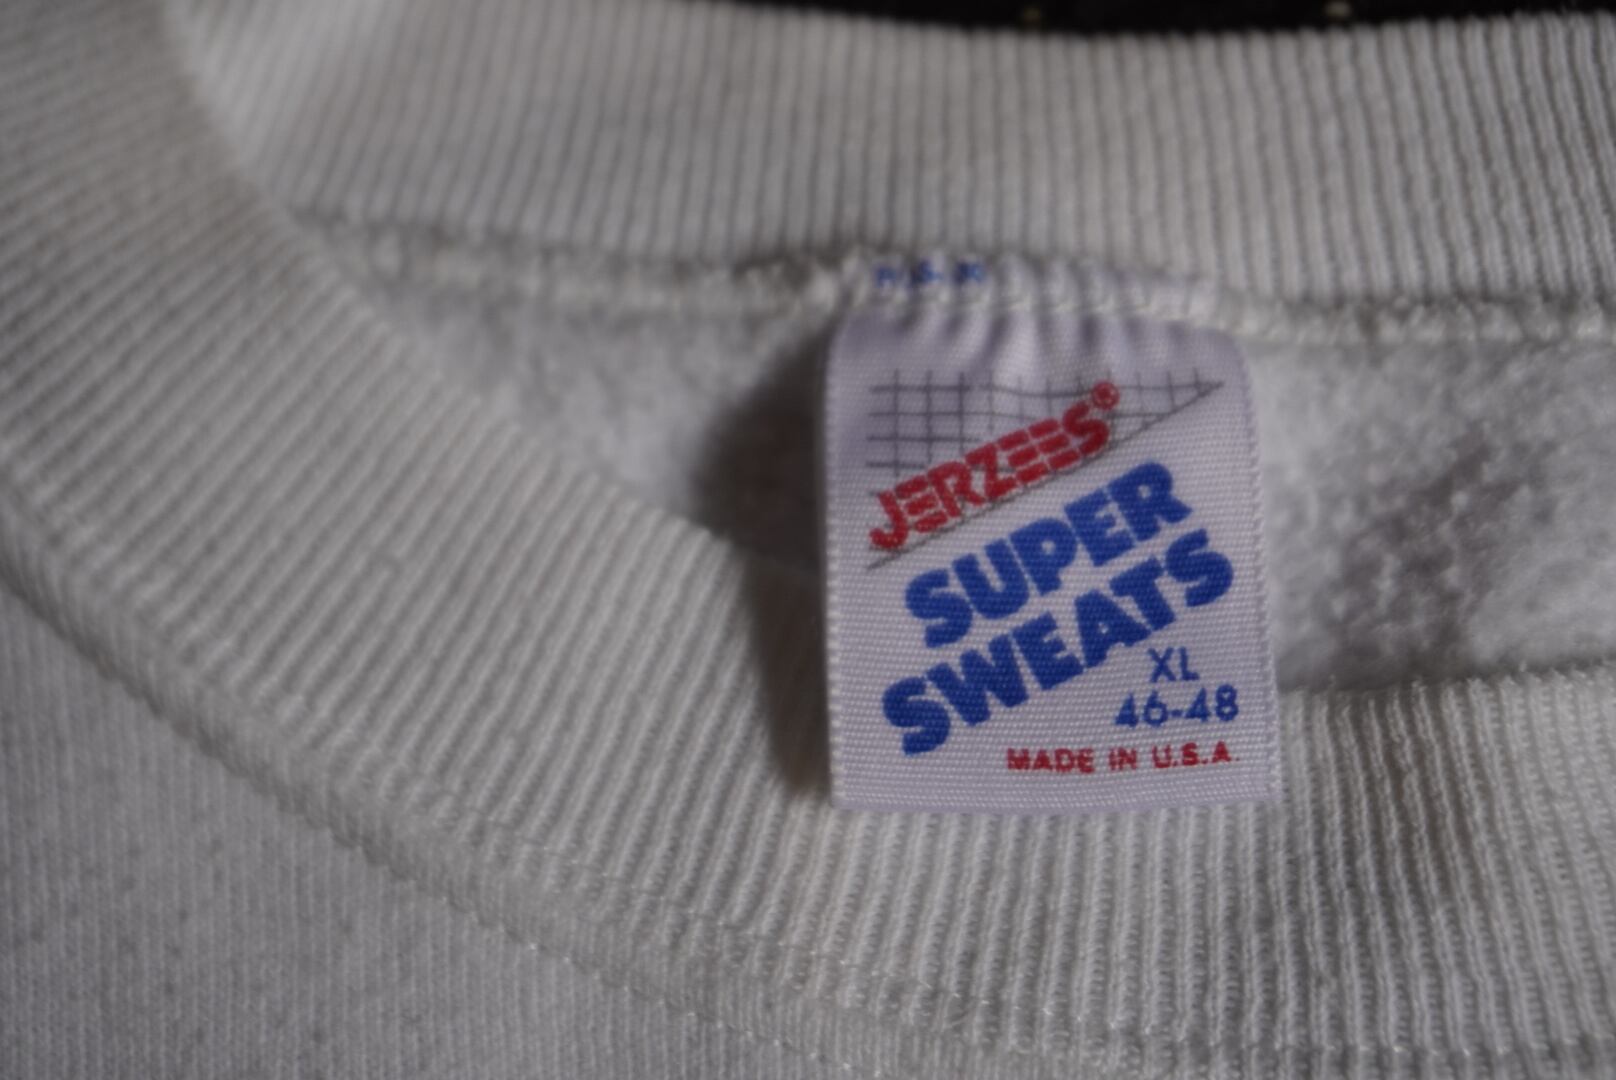 JERZEES®
SUPER
SWEATS
XL
46-48
MADE IN U.S.A.